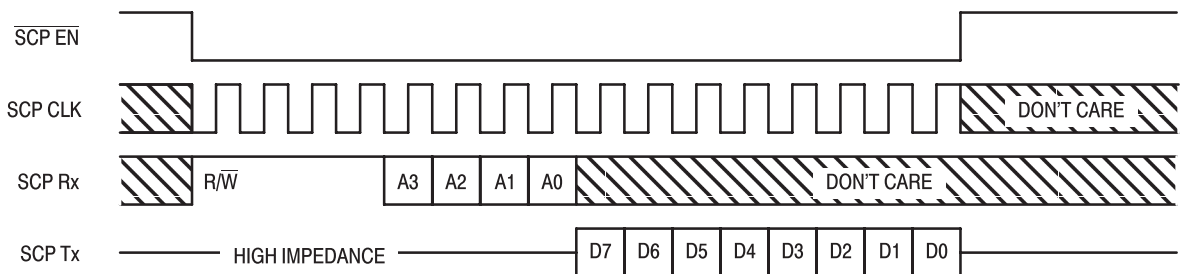 SCP EN
SCP CLK DON'T CARE
SCP Rx R/W A3 A2 A1 A0 DON'T CARE
SCP Tx HIGH IMPEDANCE D7 D6 D5 D4 D3 D2 D1 D0